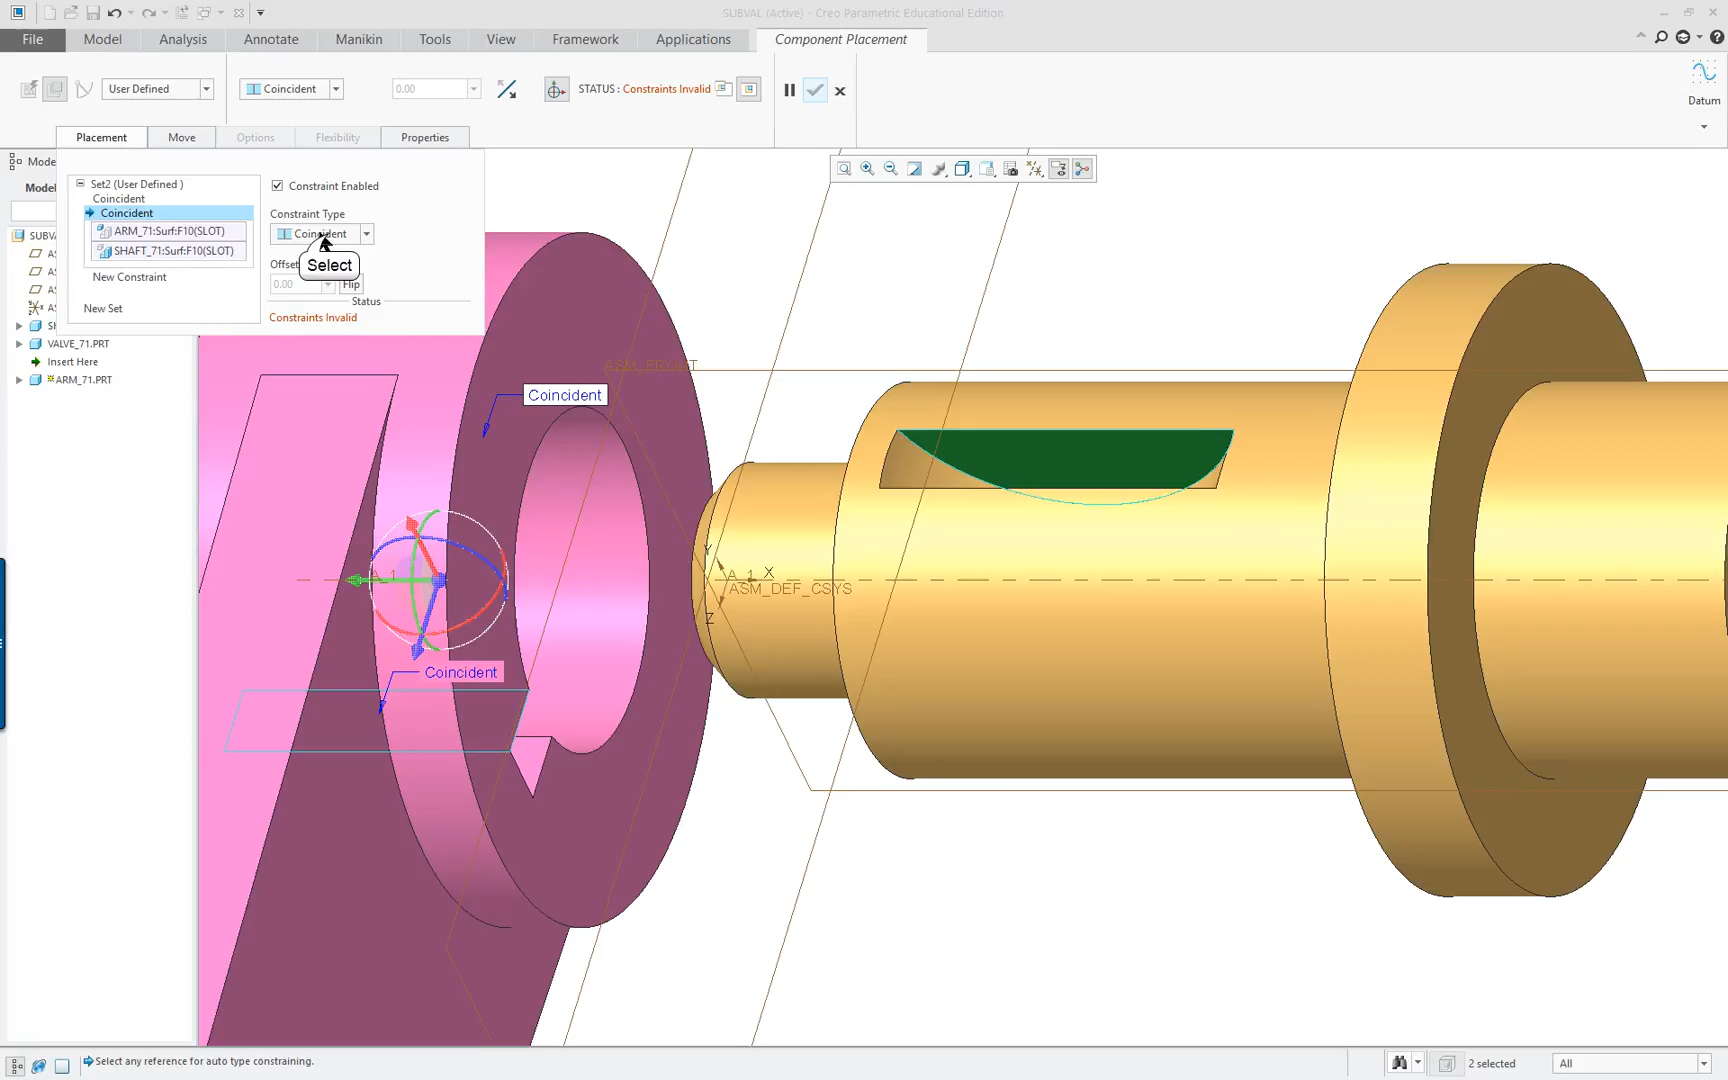 SUBVAL (Active) - Creo Parametric Educational Edition
File
Model
Analysis
Annotate
Manikin
Tools
View
Framework
Applications
Component Placement
User Defined
Coincident
0.00
STATUS : Constraints Invalid
Datum
Placement
Move
Options
Flexibility
Properties
Mode
Model
Set2 (User Defined )
Coincident
Coincident
ARM_71:Surf:F10(SLOT)
SHAFT_71:Surf:F10(SLOT)
New Constraint
New Set
Constraint Enabled
Constraint Type
Coincident
Select
Offset
0.00
Flip
Status
Constraints Invalid
VALVE_71.PRT
Insert Here
ARM_71.PRT
ASM_FRONT
Coincident
A_1
Y
A_1
X
ASM_DEF_CSYS
Z
Coincident
Select any reference for auto type constraining.
2 selected
All